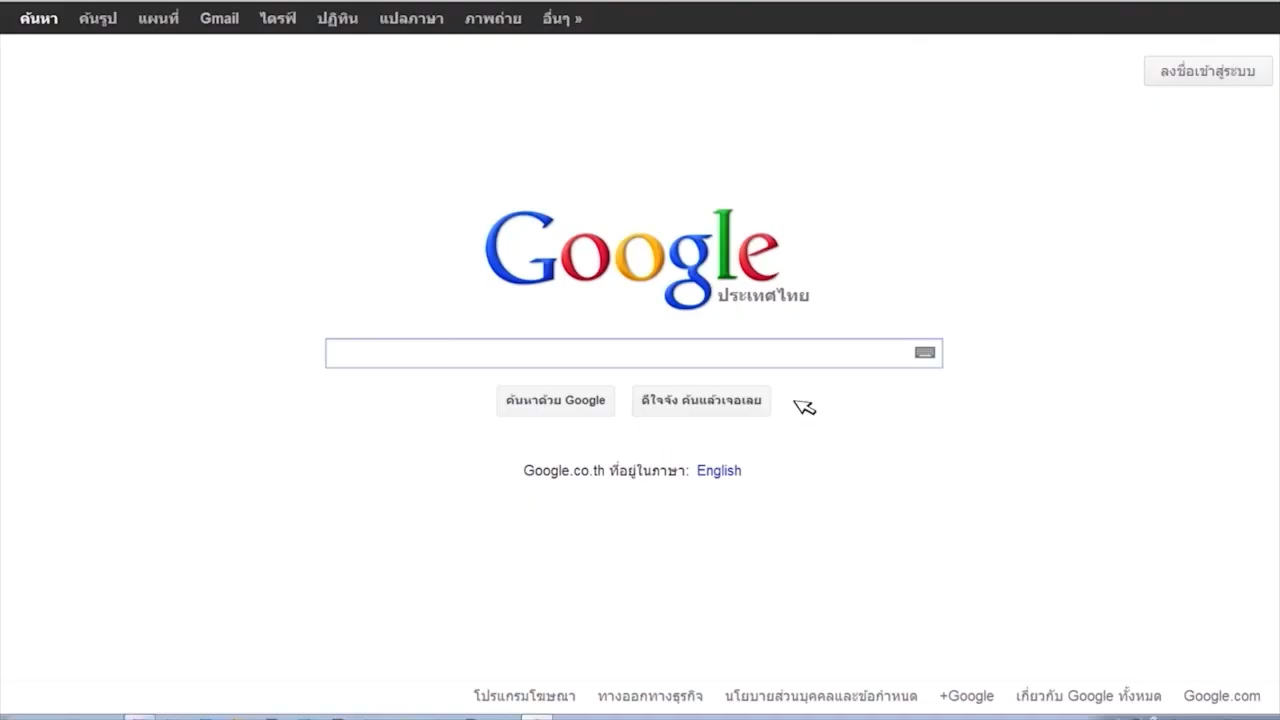 ค้นหา ค้นรูป แผนที่ Gmail ไดรฟ์ ปฏิทิน แปลภาษา ภาพถ่าย อื่นๆ »
ลงชื่อเข้าสู่ระบบ
Google
ประเทศไทย
ค้นหาด้วย Google ดีใจจัง ค้นแล้วเจอเลย
Google.co.th ที่อยู่ในภาษา: English
โปรแกรมโฆษณา ทางออกทางธุรกิจ นโยบายส่วนบุคคลและข้อกำหนด +Google เกี่ยวกับ Google ทั้งหมด Google.com